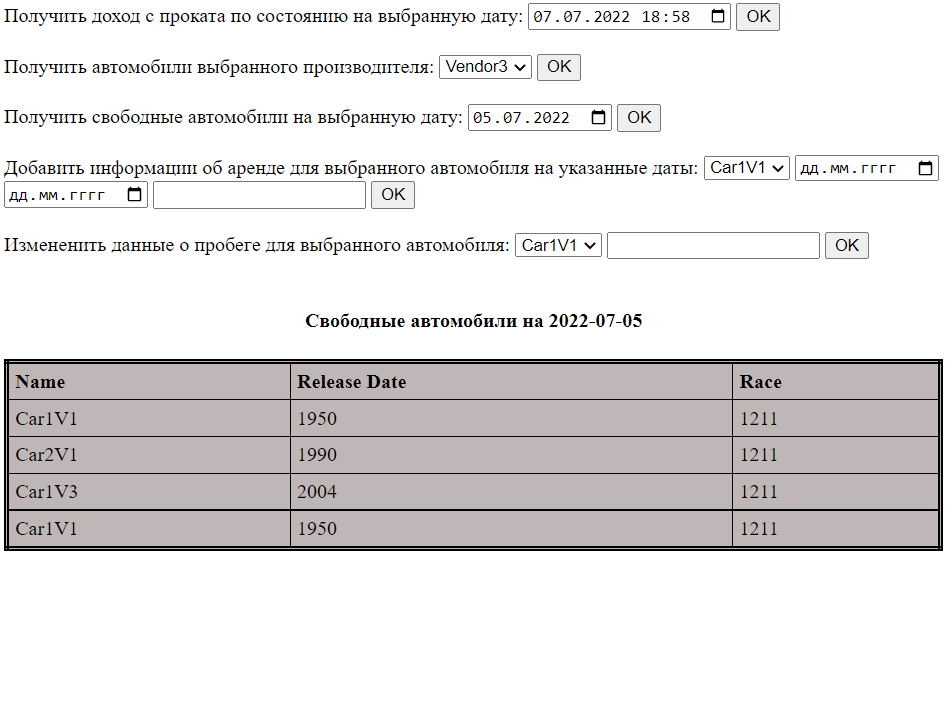 Получить доход с проката по состоянию на выбранную дату: 07.07.2022 18:58 OK
Получить автомобили выбранного производителя: Vendor3 OK
Получить свободные автомобили на выбранную дату: 05.07.2022 OK
Добавить информации об аренде для выбранного автомобиля на указанные даты: Car1V1 дд.мм.гггг
дд.мм.гггг OK
Измененить данные о пробеге для выбранного автомобиля: Car1V1 OK
Свободные автомобили на 2022-07-05
Name Release Date Race
Car1V1 1950 1211
Car2V1 1990 1211
Car1V3 2004 1211
Car1V1 1950 1211